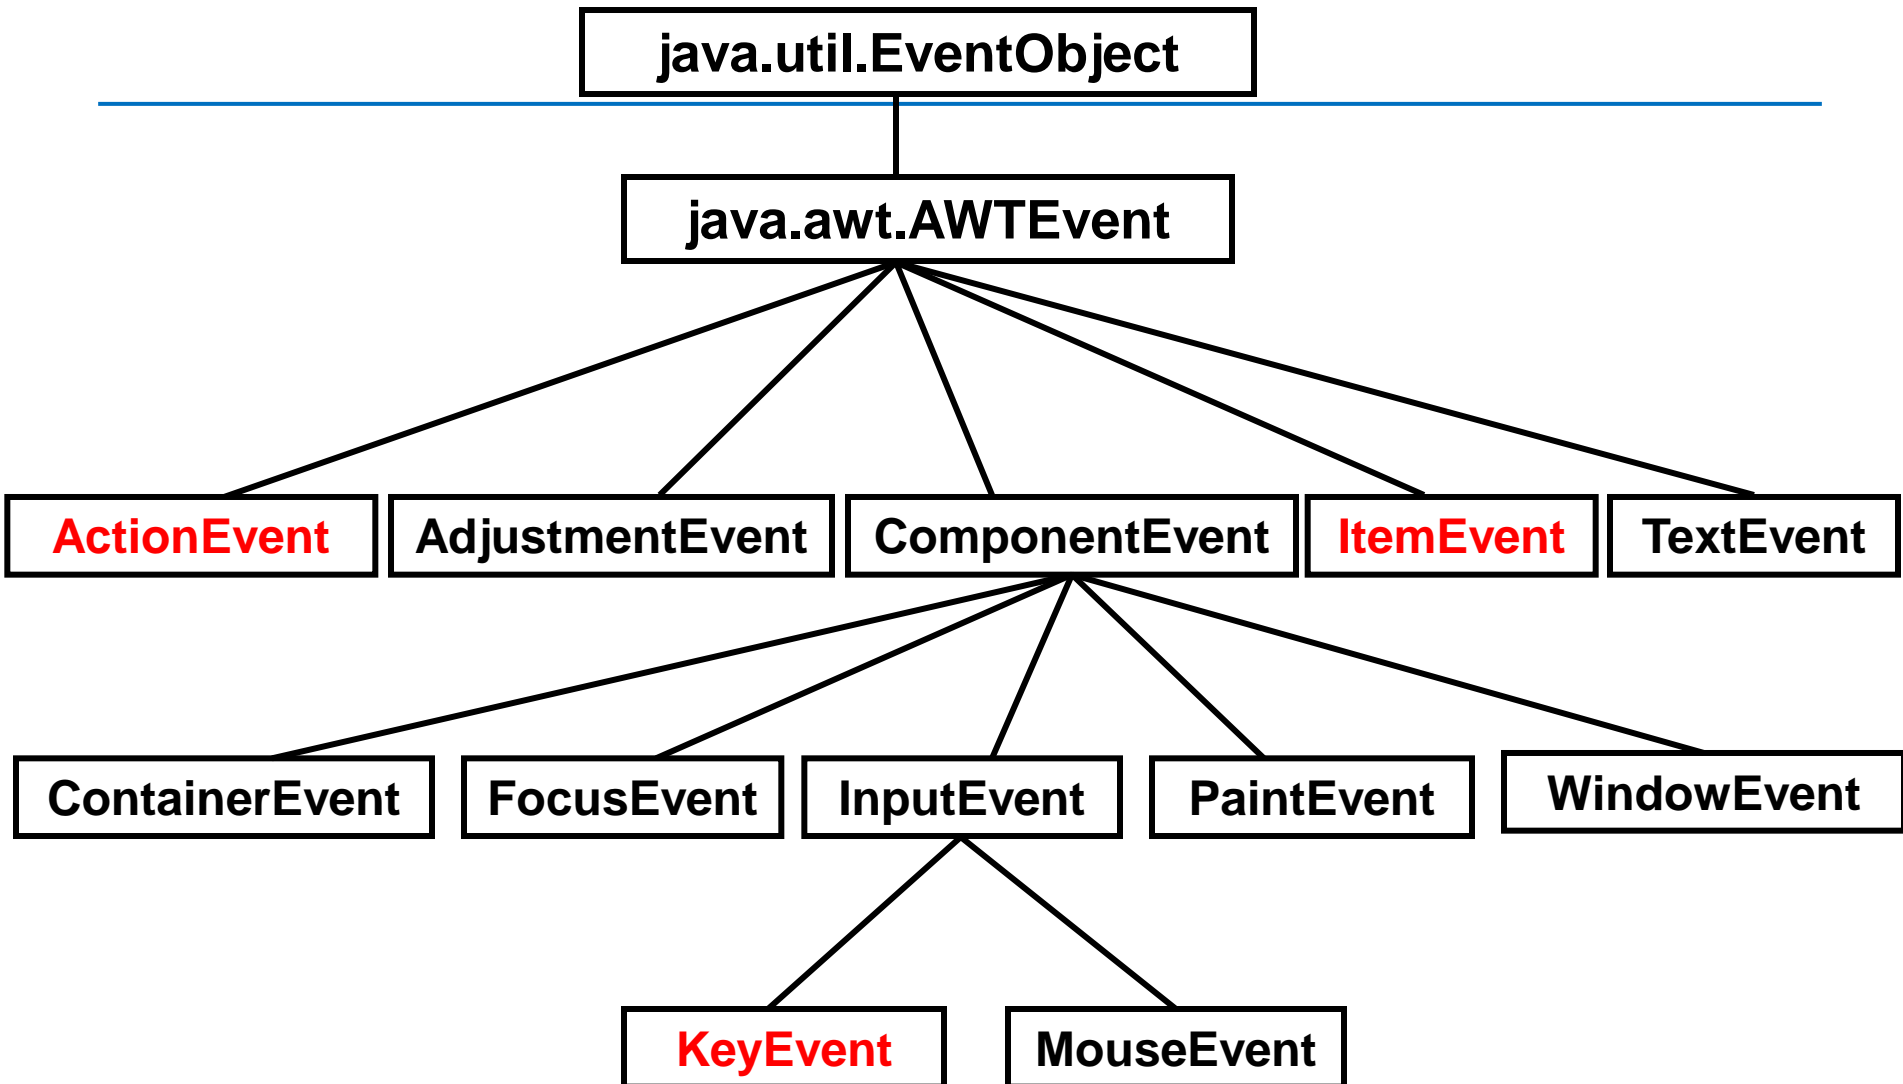 java.util.EventObject
java.awt.AWTEvent
ActionEvent
AdjustmentEvent
ComponentEvent
ItemEvent
TextEvent
ContainerEvent
FocusEvent
InputEvent
PaintEvent
WindowEvent
KeyEvent
MouseEvent